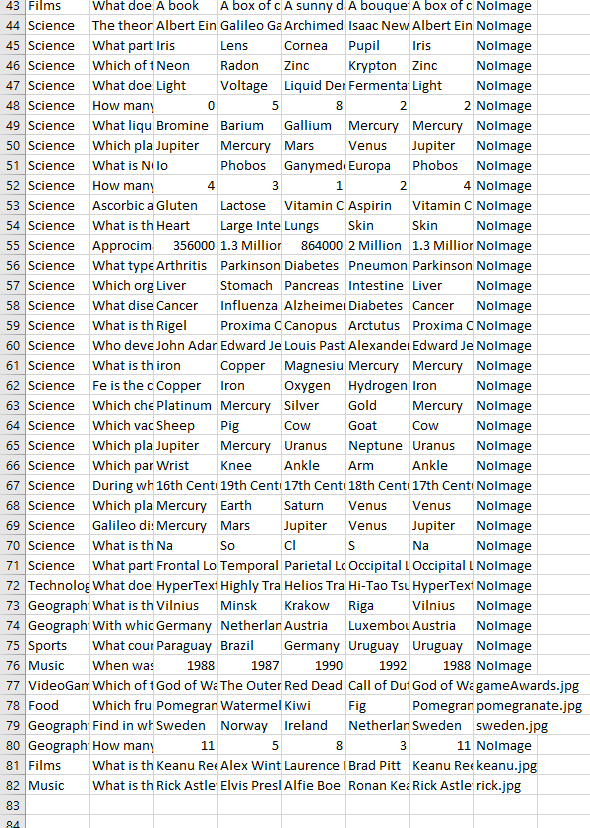 43 Films What doe A book A box of c A sunny d A bouque A box of c NoImage
44 Science The theor Albert Ein Galileo Ga Archimed Isaac New Albert Ein NoImage
45 Science What part Iris Lens Cornea Pupil Iris NoImage
46 Science Which of t Neon Radon Zinc Krypton Zinc NoImage
47 Science What doe Light Voltage Liquid Der Fermenta Light NoImage
48 Science How many 0 5 8 2 2 NoImage
49 Science What liqu Bromine Barium Gallium Mercury Mercury NoImage
50 Science Which pla Jupiter Mercury Mars Venus Jupiter NoImage
51 Science What is N Io Phobos Ganymed Europa Phobos NoImage
52 Science How many 4 3 1 2 4 NoImage
53 Science Ascorbic a Gluten Lactose Vitamin C Aspirin Vitamin C NoImage
54 Science What is th Heart Large Inte Lungs Skin Skin NoImage
55 Science Approxim 356000 1.3 Million 864000 2 Million 1.3 Million NoImage
56 Science What type Arthritis Parkinson Diabetes Pneumon Parkinson NoImage
57 Science Which org Liver Stomach Pancreas Intestine Liver NoImage
58 Science What dise Cancer Influenza Alzheimer Diabetes Cancer NoImage
59 Science What is th Rigel Proxima C Canopus Arctutus Proxima C NoImage
60 Science Who deve John Adar Edward Je Louis Past Alexander Edward Je NoImage
61 Science What is th iron Copper Magnesiu Mercury Mercury NoImage
62 Science Fe is the c Copper Iron Oxygen Hydrogen Iron NoImage
63 Science Which che Platinum Mercury Silver Gold Mercury NoImage
64 Science Which vac Sheep Pig Cow Goat Cow NoImage
65 Science Which pla Jupiter Mercury Uranus Neptune Uranus NoImage
66 Science Which par Wrist Knee Ankle Arm Ankle NoImage
67 Science During wh 16th Cent 19th Cent 17th Cent 18th Cent 17th Cent NoImage
68 Science Which pla Mercury Earth Saturn Venus Venus NoImage
69 Science Galileo dis Mercury Mars Jupiter Venus Jupiter NoImage
70 Science What is th Na So Cl S Na NoImage
71 Science What part Frontal Lo Temporal Parietal Lo Occipital L Occipital L NoImage
72 Technolog What doe HyperText Highly Tra Helios Tra Hi-Tao Tsu HyperText NoImage
73 Geograph What is th Vilnius Minsk Krakow Riga Vilnius NoImage
74 Geograph With whic Germany Netherlan Austria Luxembou Austria NoImage
75 Sports What cour Paraguay Brazil Germany Uruguay Uruguay NoImage
76 Music When was 1988 1987 1990 1992 1988 NoImage
77 VideoGam Which of t God of Wa The Outer Red Dead Call of Dut God of Wa gameAwards.jpg
78 Food Which fru Pomegran Watermel Kiwi Fig Pomegran pomegranate.jpg
79 Geograph Find in wh Sweden Norway Ireland Netherlan Sweden sweden.jpg
80 Geograph How many 11 5 8 3 11 NoImage
81 Films What is th Keanu Ree Alex Wint Laurence Brad Pitt Keanu Ree keanu.jpg
82 Music What is th Rick Astle Elvis Presl Alfie Boe Ronan Kea Rick Astle rick.jpg
83
84